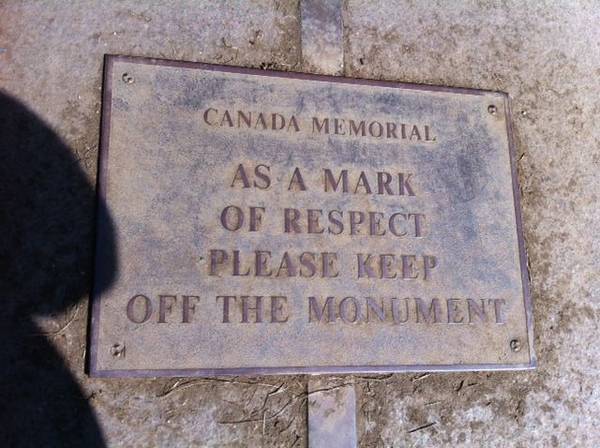 CANADA MEMORIAL
AS A MARK
OF RESPECT
PLEASE KEEP
OFF THE MONUMENT